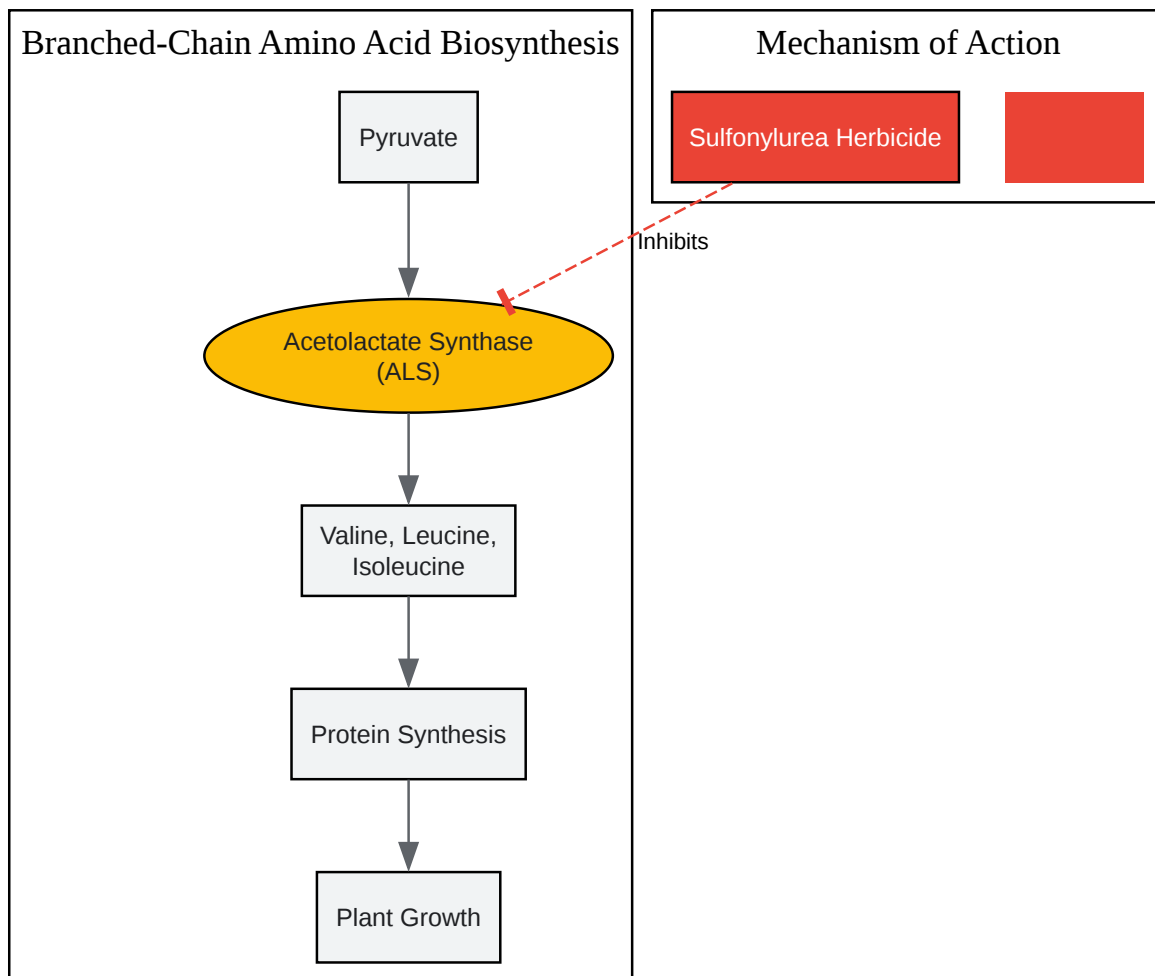 Branched-Chain Amino Acid Biosynthesis
Mechanism of Action
Pyruvate
Sulfonylurea Herbicide
Inhibits
Acetolactate Synthase
(ALS)
Valine, Leucine,
Isoleucine
Protein Synthesis
Plant Growth